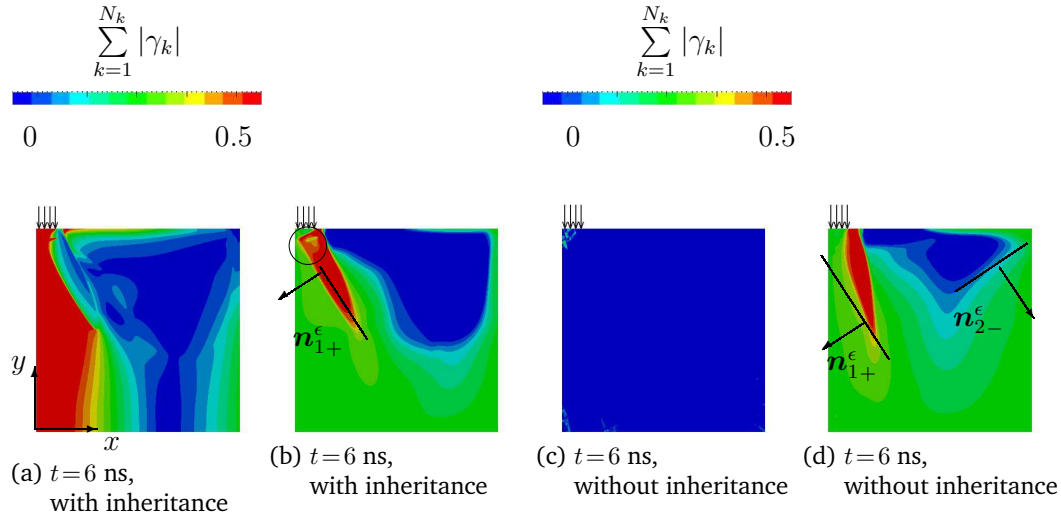 ∑_{k=1}^{N_k} |γ_k| ∑_{k=1}^{N_k} |γ_k|
0 0.5 0 0.5
n^ϵ_{1+} n^ϵ_{2-}
y n^ϵ_{1+}
x
(a) t=6 ns, (b) t=6 ns, (c) t=6 ns, (d) t=6 ns,
with inheritance with inheritance without inheritance without inheritance